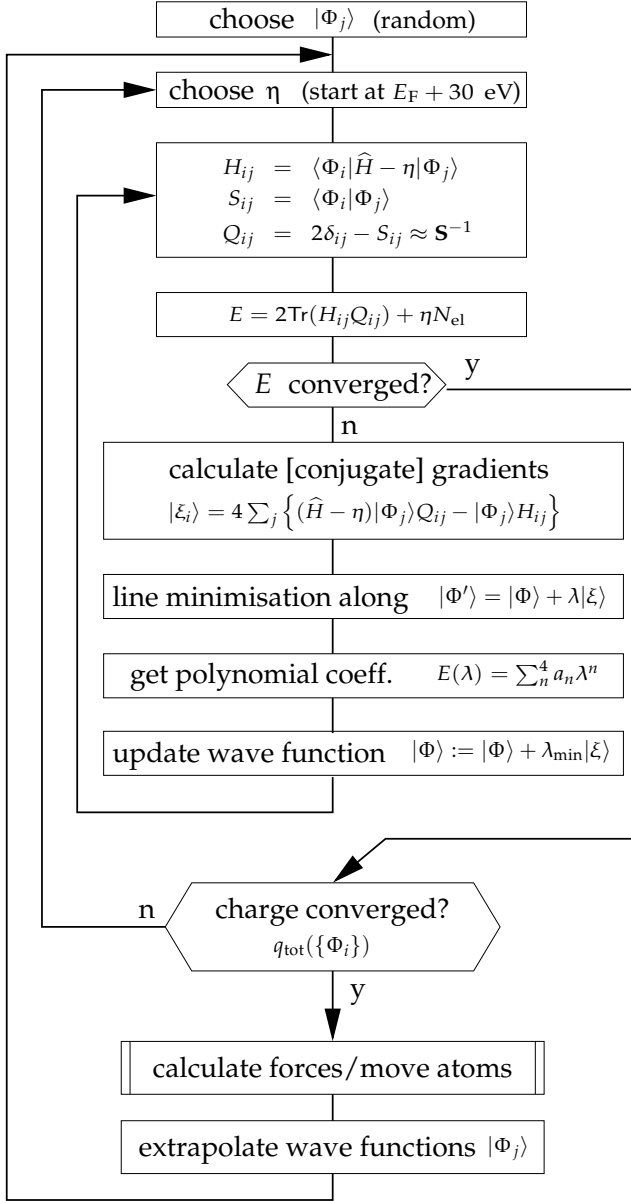 choose |Φ_j⟩ (random)
choose η (start at E_F + 30 eV)
H_ij = ⟨Φ_i|Ĥ − η|Φ_j⟩
S_ij = ⟨Φ_i|Φ_j⟩
Q_ij = 2δ_ij − S_ij ≈ S⁻¹
E = 2Tr(H_ij Q_ij) + ηN_el
E converged?
y
n
calculate [conjugate] gradients
|ξ_i⟩ = 4 ∑_j {(Ĥ − η)|Φ_j⟩Q_ij − |Φ_j⟩H_ij}
line minimisation along |Φ′⟩ = |Φ⟩ + λ|ξ⟩
get polynomial coeff. E(λ) = ∑_n^4 a_n λ^n
update wave function |Φ⟩ := |Φ⟩ + λ_min|ξ⟩
n
charge converged?
q_tot({Φ_i})
y
calculate forces/move atoms
extrapolate wave functions |Φ_j⟩